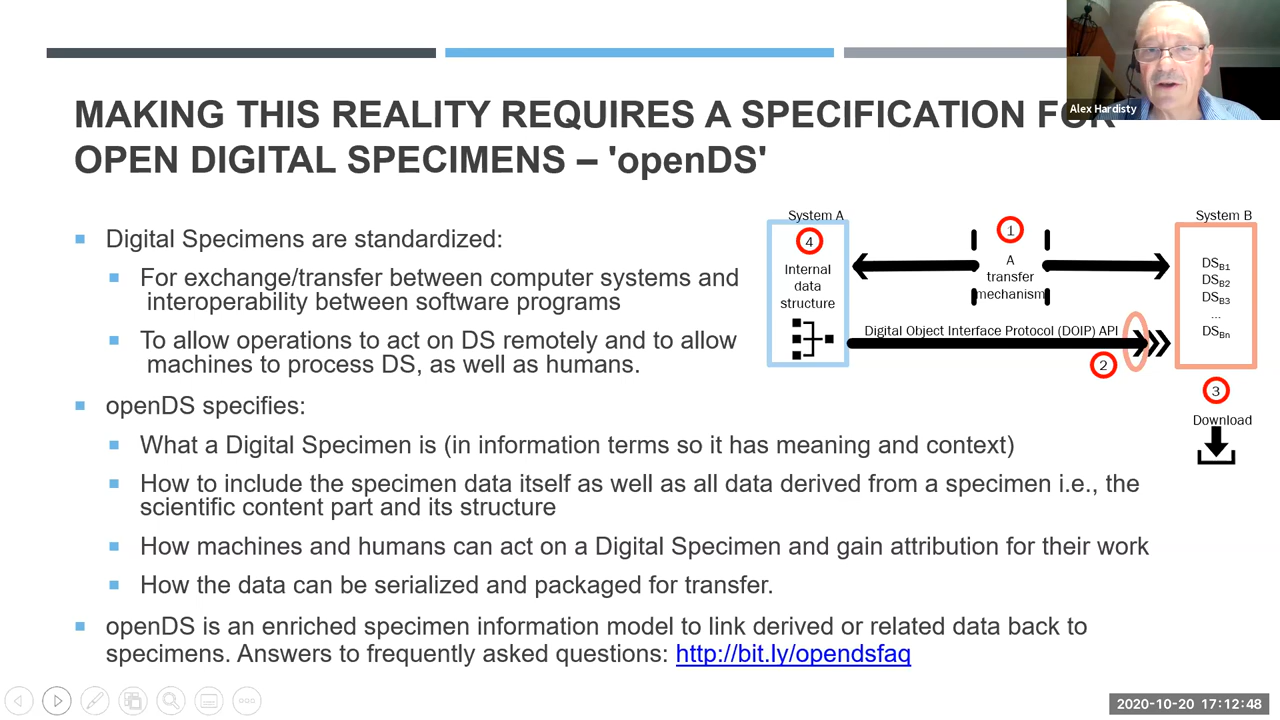 MAKING THIS REALITY REQUIRES A SPECIFICATION FOR
OPEN DIGITAL SPECIMENS – 'openDS'
Alex Hardisty
Digital Specimens are standardized:
For exchange/transfer between computer systems and
interoperability between software programs
To allow operations to act on DS remotely and to allow
machines to process DS, as well as humans.
openDS specifies:
What a Digital Specimen is (in information terms so it has meaning and context)
How to include the specimen data itself as well as all data derived from a specimen i.e., the
scientific content part and its structure
How machines and humans can act on a Digital Specimen and gain attribution for their work
How the data can be serialized and packaged for transfer.
openDS is an enriched specimen information model to link derived or related data back to
specimens. Answers to frequently asked questions: http://bit.ly/opendsfaq
System A
4
Internal
data
structure
1
A
transfer
mechanism
Digital Object Interface Protocol (DOIP) API
2
System B
DSB1
DSB2
DSB3
...
DSBn
3
Download
2020-10-20 17:12:48